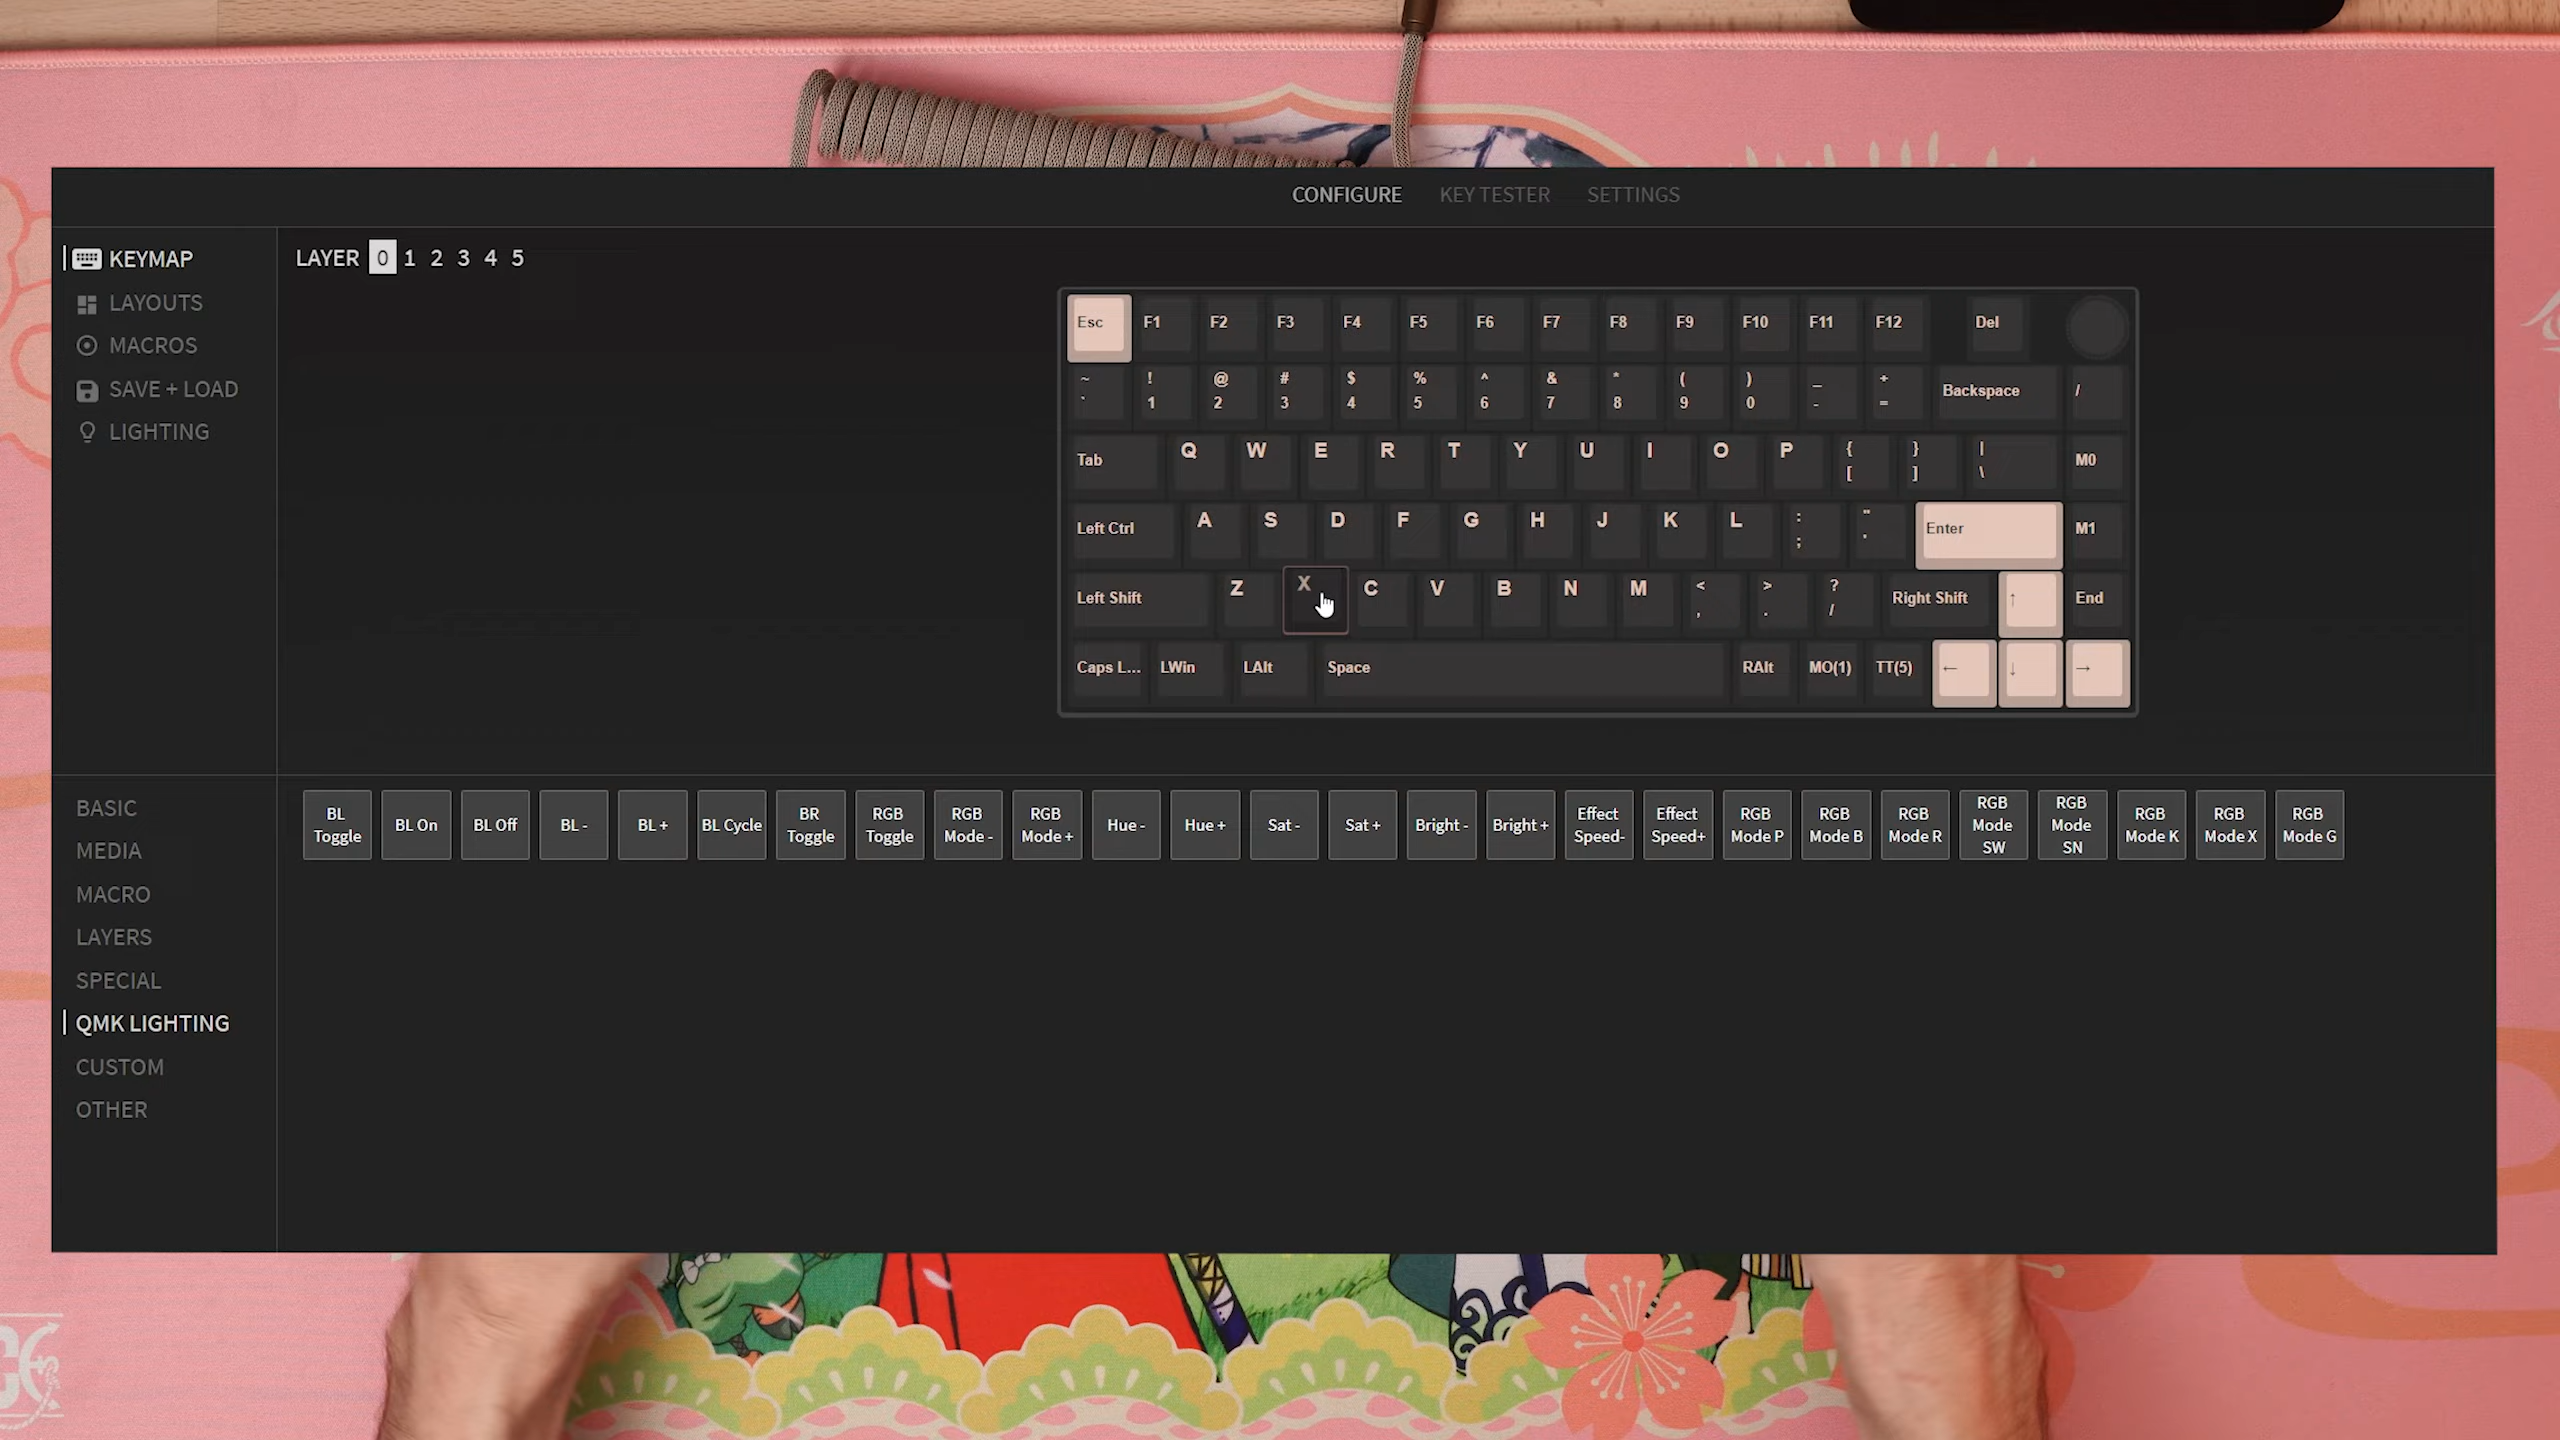 CONFIGURE KEY TESTER SETTINGS
KEYMAP
LAYOUTS
MACROS
SAVE + LOAD
LIGHTING
LAYER 0 1 2 3 4 5
Esc F1 F2 F3 F4 F5 F6 F7 F8 F9 F10 F11 F12 Del
~ ! @ # $ % ^ & * ( ) _ +
` 1 2 3 4 5 6 7 8 9 0 - = Backspace /
Tab Q W E R T Y U I O P { } | M0
[ ] \
Left Ctrl A S D F G H J K L : " Enter M1
; '
Left Shift Z X C V B N M < > ? Right Shift ↑ End
, . /
Caps L... LWin LAlt Space RAlt MO(1) TT(5) ← ↓ →
BASIC
MEDIA
MACRO
LAYERS
SPECIAL
QMK LIGHTING
CUSTOM
OTHER
BL
Toggle
BL On
BL Off
BL -
BL +
BL Cycle
BR
Toggle
RGB
Toggle
RGB
Mode -
RGB
Mode +
Hue -
Hue +
Sat -
Sat +
Bright -
Bright +
Effect
Speed-
Effect
Speed+
RGB
Mode P
RGB
Mode B
RGB
Mode R
RGB
Mode
SW
RGB
Mode
SN
RGB
Mode K
RGB
Mode X
RGB
Mode G